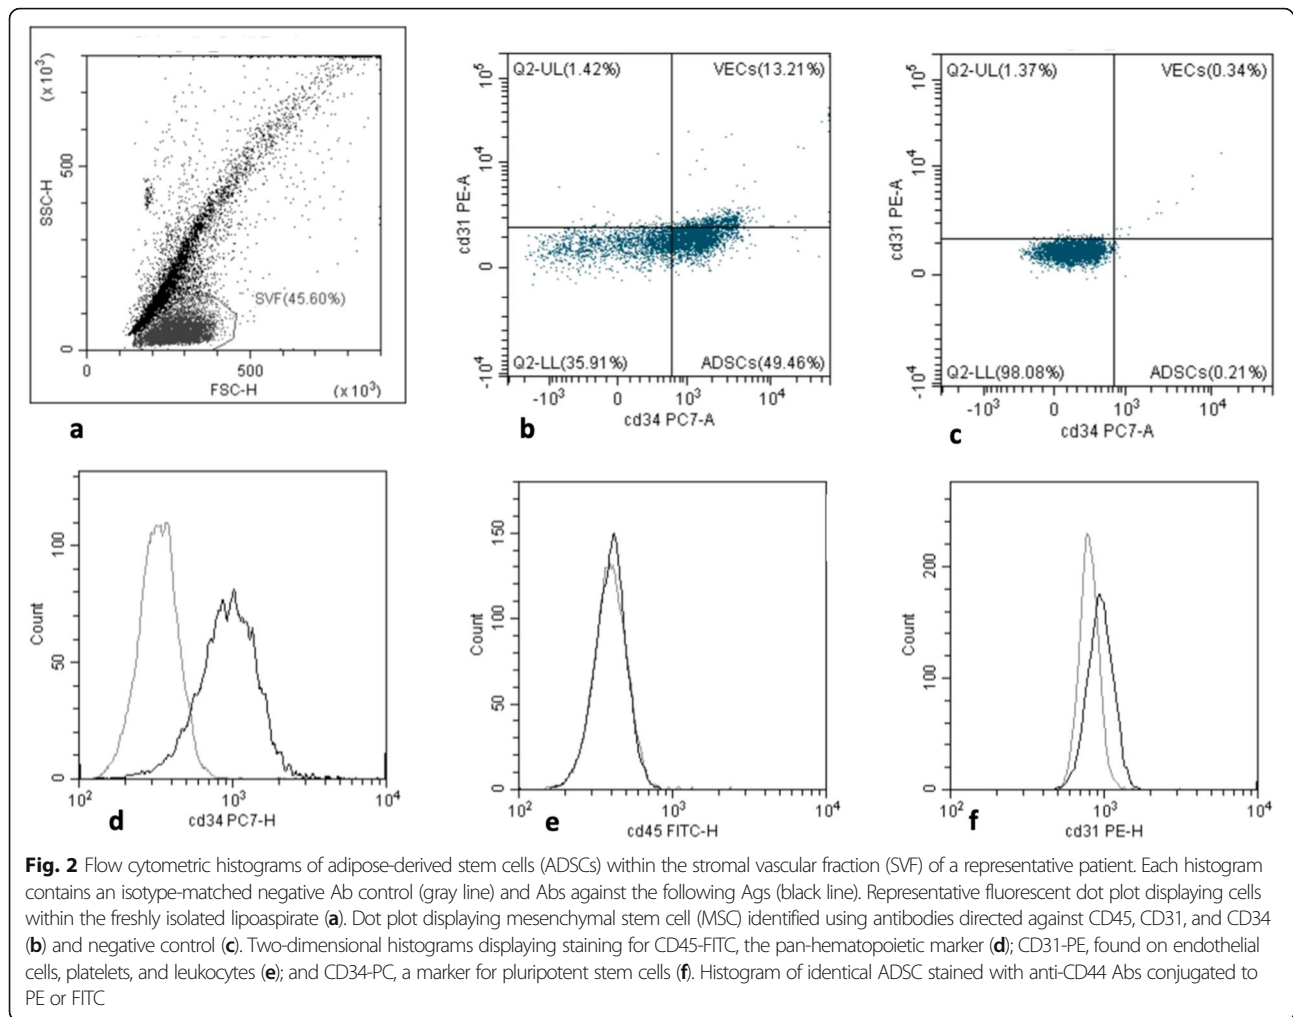 (x 10³)
500
SSC-H
0
SVF(45.60%)
0
500
FSC-H
(x 10³)
a
Q2-UL(1.42%)
VECs(13.21%)
10⁵
10⁴
cd31 PE-A
0
-10⁴
Q2-LL(35.91%)
ADSCs(49.46%)
-10³
0
10³
10⁴
cd34 PC7-A
b
Q2-UL(1.37%)
VECs(0.34%)
10⁵
10⁴
cd31 PE-A
0
-10⁴
Q2-LL(98.08%)
ADSCs(0.21%)
-10³
0
10³
10⁴
cd34 PC7-A
c
100
Count
50
0
10²
10³
10⁴
cd34 PC7-H
d
150
100
Count
50
0
10²
10³
10⁴
cd45 FITC-H
e
200
Count
100
0
10²
10³
10⁴
cd31 PE-H
f
Fig. 2 Flow cytometric histograms of adipose-derived stem cells (ADSCs) within the stromal vascular fraction (SVF) of a representative patient. Each histogram
contains an isotype-matched negative Ab control (gray line) and Abs against the following Ags (black line). Representative fluorescent dot plot displaying cells
within the freshly isolated lipoaspirate (a). Dot plot displaying mesenchymal stem cell (MSC) identified using antibodies directed against CD45, CD31, and CD34
(b) and negative control (c). Two-dimensional histograms displaying staining for CD45-FITC, the pan-hematopoietic marker (d); CD31-PE, found on endothelial
cells, platelets, and leukocytes (e); and CD34-PC, a marker for pluripotent stem cells (f). Histogram of identical ADSC stained with anti-CD44 Abs conjugated to
PE or FITC